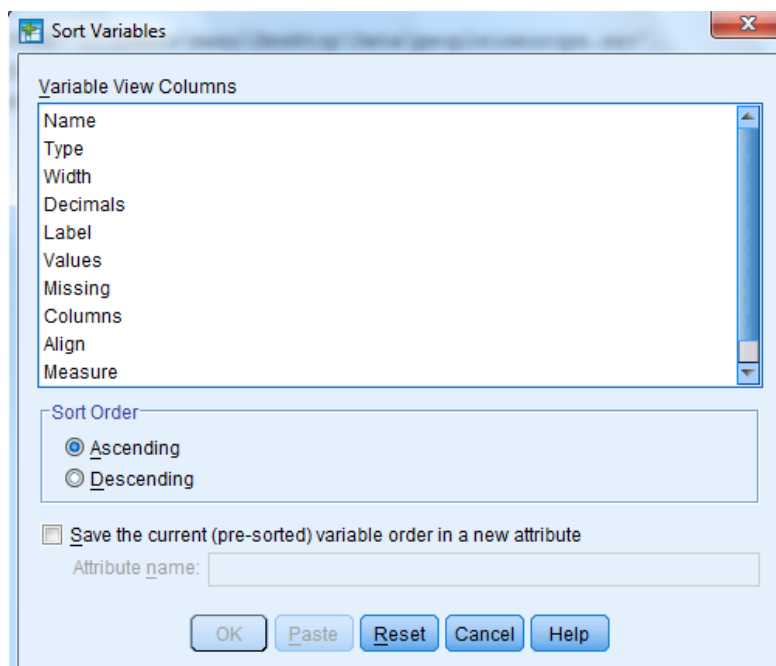 Sort Variables
Variable View Columns
Name
Type
Width
Decimals
Label
Values
Missing
Columns
Align
Measure
Sort Order
Ascending
Descending
Save the current (pre-sorted) variable order in a new attribute
Attribute name:
OK Paste Reset Cancel Help